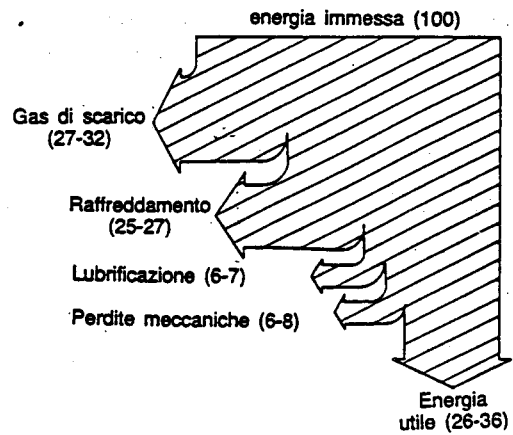 energia immessa (100)
Gas di scarico
(27-32)
Raffreddamento
(25-27)
Lubrificazione (6-7)
Perdite meccaniche (6-8)
Energia
utile (26-36)